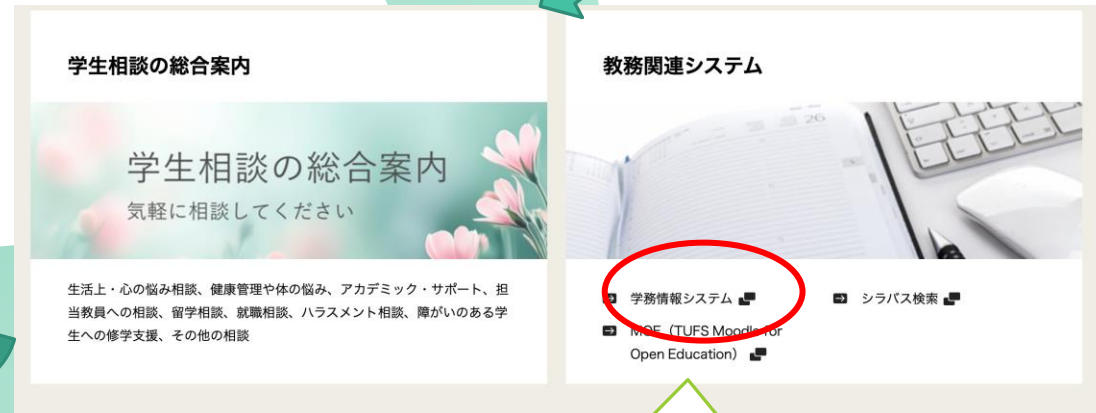 学生相談の総合案内
学生相談の総合案内
気軽に相談してください
生活上・心の悩み相談、健康管理や体の悩み、アカデミック・サポート、担
当教員への相談、留学相談、就職相談、ハラスメント相談、障がいのある学
生への修学支援、その他の相談
教務関連システム
26
学務情報システム
シラバス検索
MOE（TUFS Moodle for
Open Education）